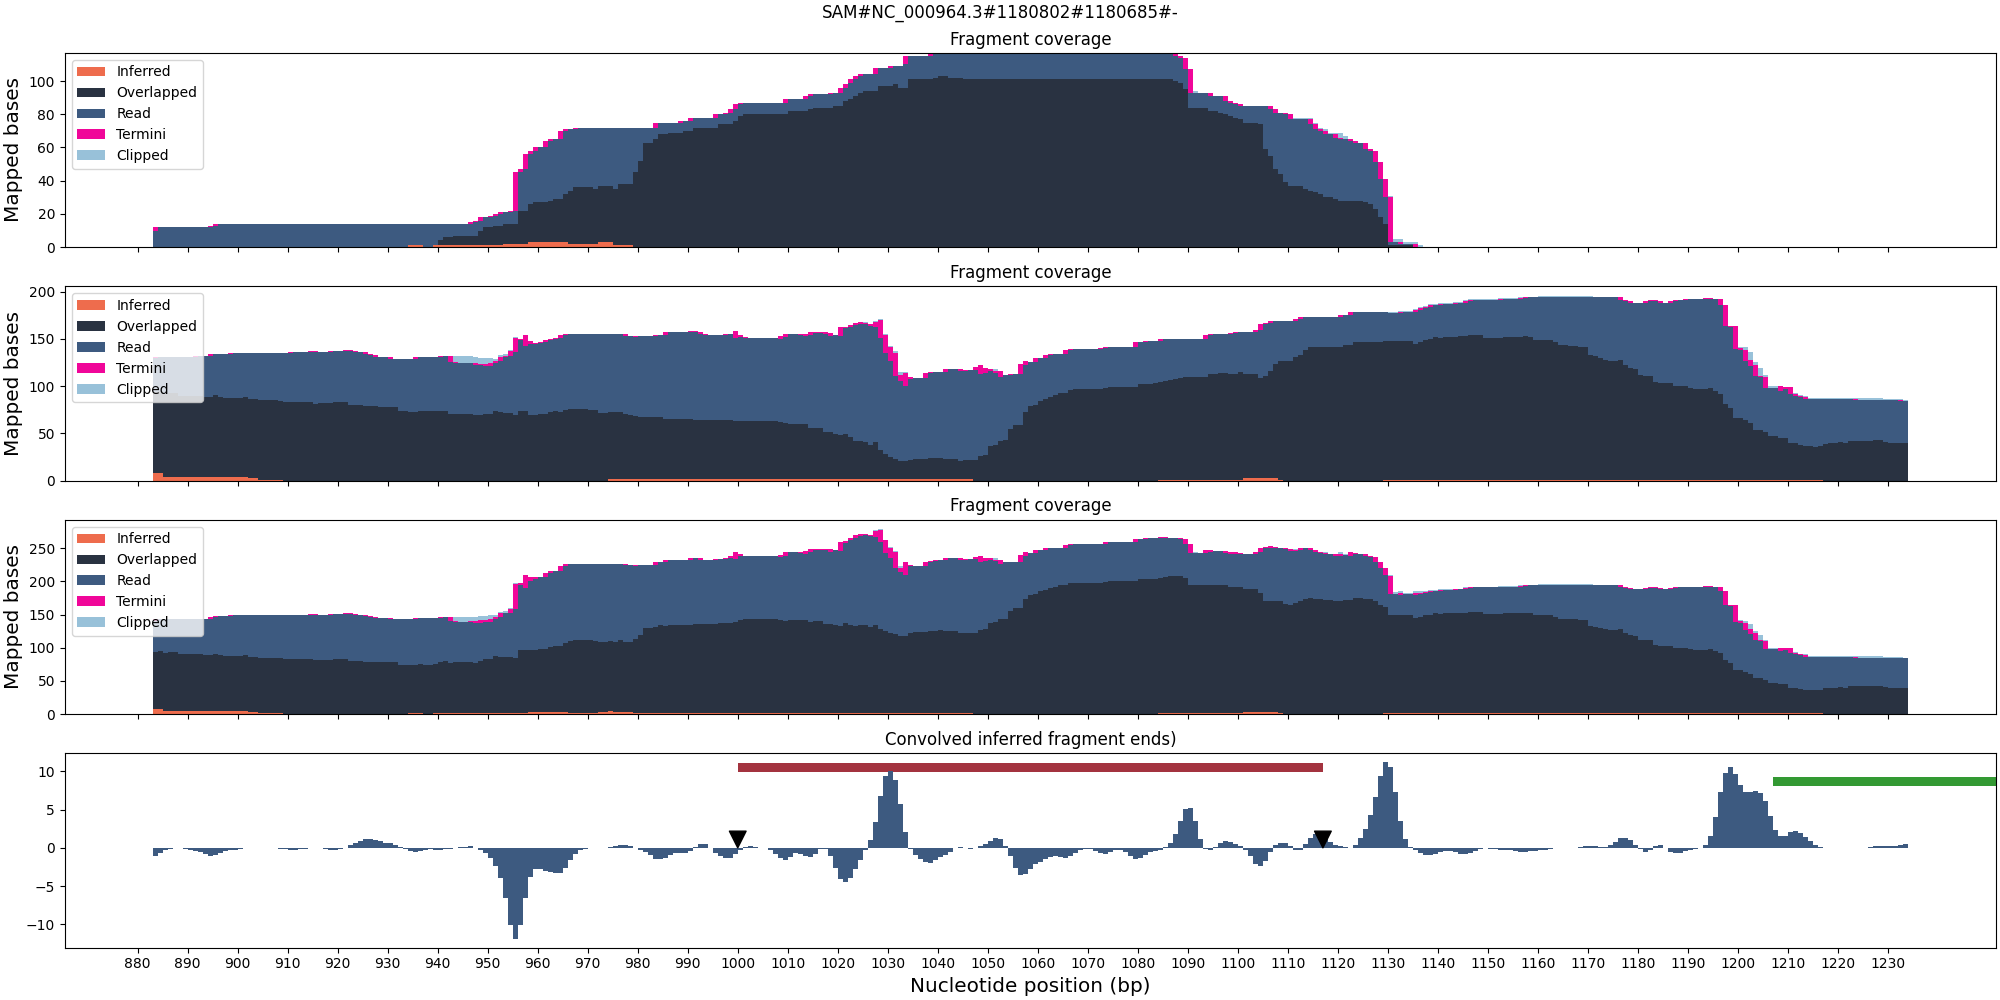 SAM#NC_000964.3#1180802#1180685#-
Fragment coverage
Mapped bases
100
80
60
40
20
0
Inferred
Overlapped
Read
Termini
Clipped
Fragment coverage
Mapped bases
200
150
100
50
0
Inferred
Overlapped
Read
Termini
Clipped
Fragment coverage
Mapped bases
250
200
150
100
50
0
Inferred
Overlapped
Read
Termini
Clipped
Convolved inferred fragment ends)
10
5
0
−5
−10
880 890 900 910 920 930 940 950 960 970 980 990 1000 1010 1020 1030 1040 1050 1060 1070 1080 1090 1100 1110 1120 1130 1140 1150 1160 1170 1180 1190 1200 1210 1220 1230
Nucleotide position (bp)